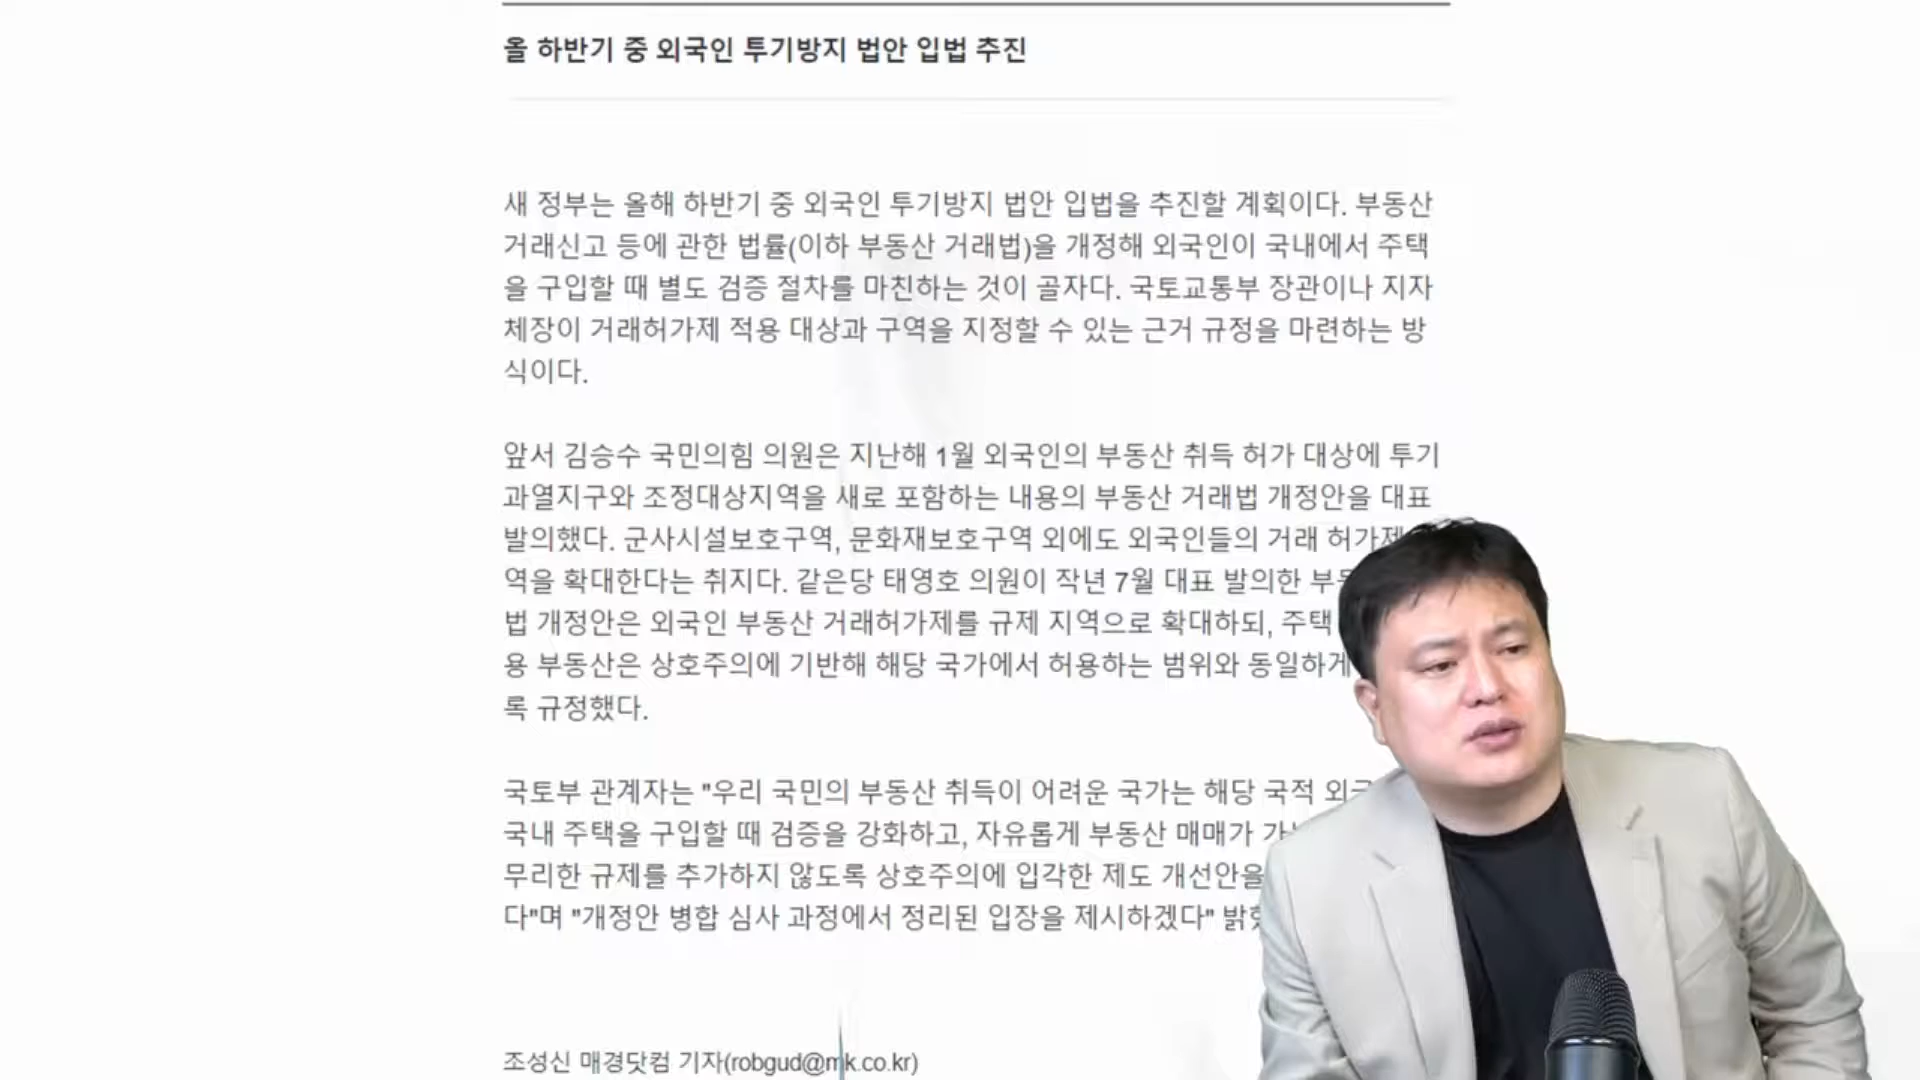 올 하반기 중 외국인 투기방지 법안 입법 추진
새 정부는 올해 하반기 중 외국인 투기방지 법안 입법을 추진할 계획이다. 부동산
거래신고 등에 관한 법률(이하 부동산 거래법)을 개정해 외국인이 국내에서 주택
을 구입할 때 별도 검증 절차를 마친하는 것이 골자다. 국토교통부 장관이나 지자
체장이 거래허가제 적용 대상과 구역을 지정할 수 있는 근거 규정을 마련하는 방
식이다.
앞서 김승수 국민의힘 의원은 지난해 1월 외국인의 부동산 취득 허가 대상에 투기
과열지구와 조정대상지역을 새로 포함하는 내용의 부동산 거래법 개정안을 대표
발의했다. 군사시설보호구역, 문화재보호구역 외에도 외국인들의 거래 허가제
역을 확대한다는 취지다. 같은당 태영호 의원이 작년 7월 대표 발의한
법 개정안은 외국인 부동산 거래허가제를 규제 지역으로 확대하되, 주택
용 부동산은 상호주의에 기반해 해당 국가에서 허용하는 범위와 동일하게
록 규정했다.
국토부 관계자는 "우리 국민의 부동산 취득이 어려운 국가는 해당 국적
국내 주택을 구입할 때 검증을 강화하고, 자유롭게 부동산 매매가
무리한 규제를 추가하지 않도록 상호주의에 입각한 제도 개선안을
다"며 "개정안 병합 심사 과정에서 정리된 입장을 제시하겠다"
조성신 매경닷컴 기자(robgud@mk.co.kr)